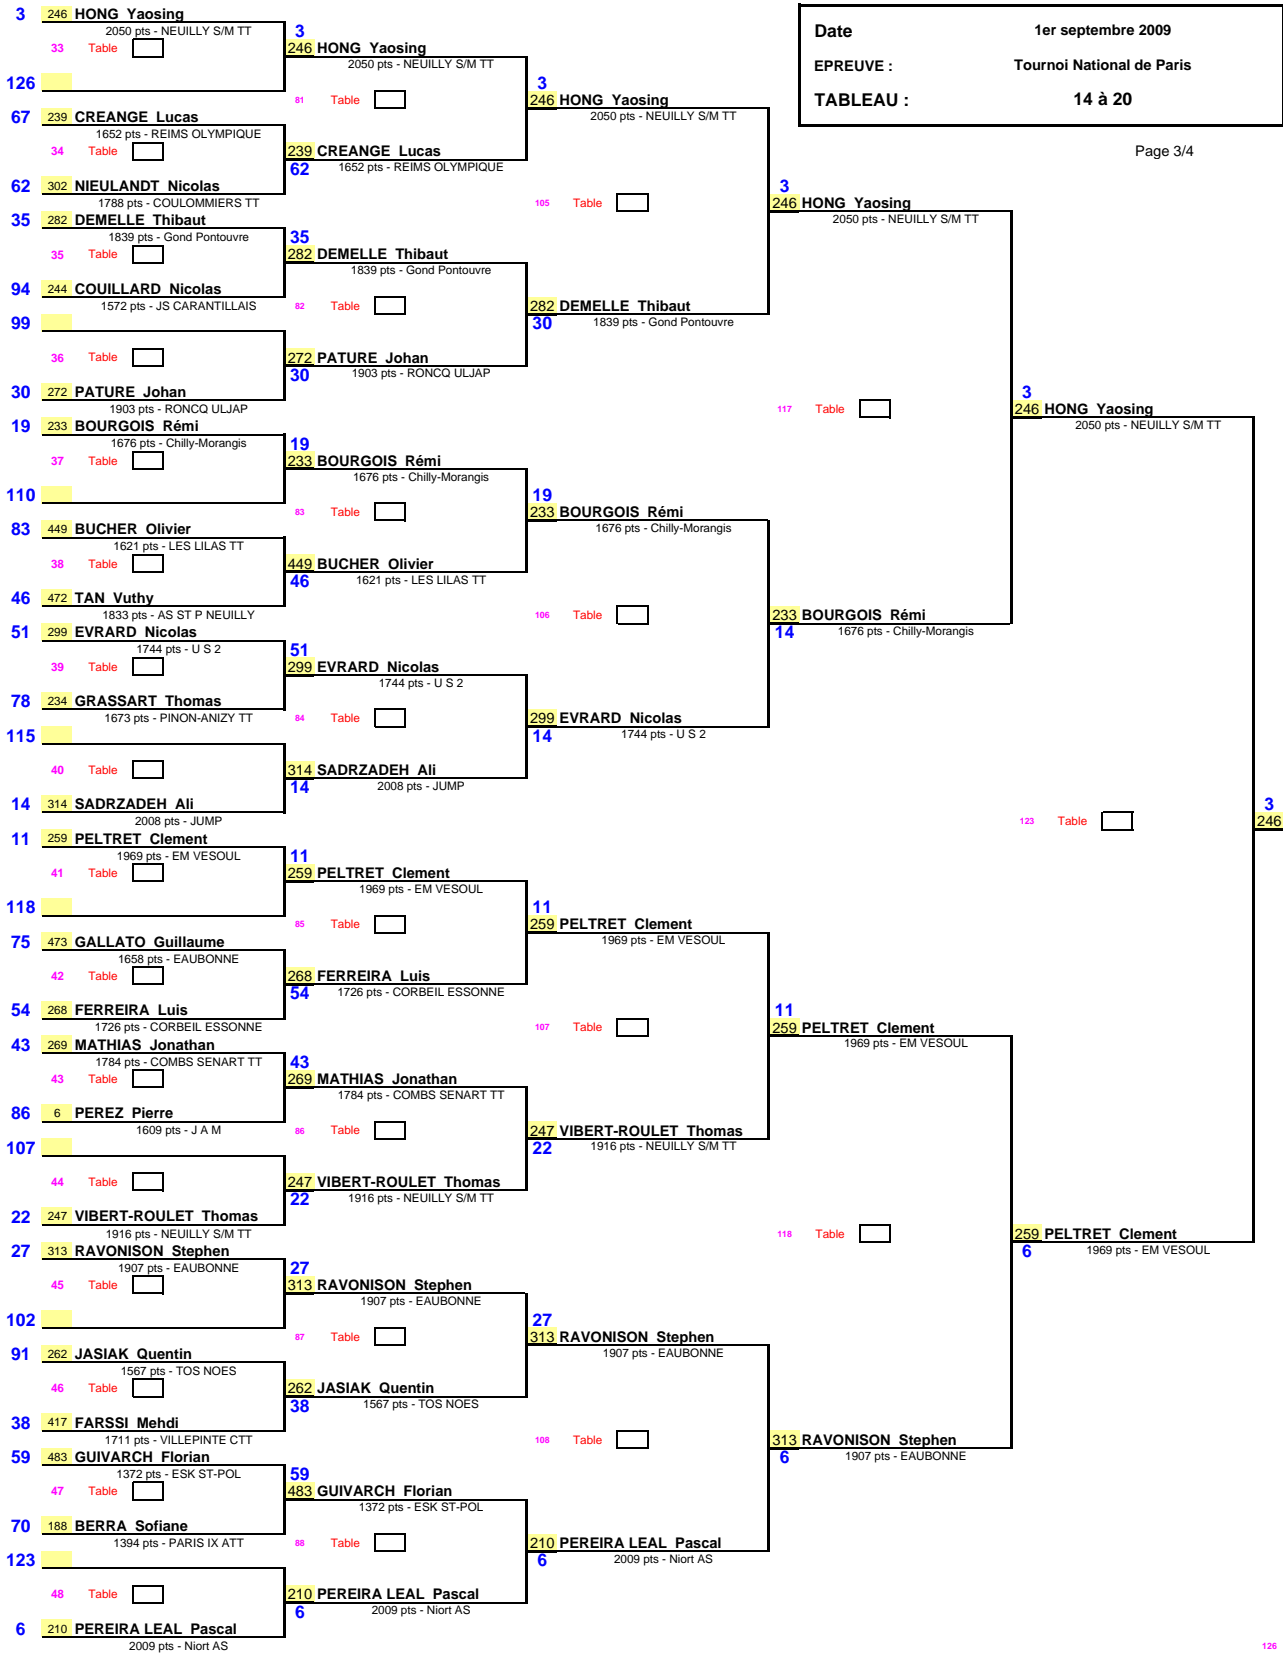 Date 1er septembre 2009
EPREUVE : Tournoi National de Paris
TABLEAU : 14 à 20
Page 3/4
3 246 HONG Yaosing
2050 pts - NEUILLY S/M TT
33 Table
126
67 239 CREANGE Lucas
1652 pts - REIMS OLYMPIQUE
34 Table
62 302 NIEULANDT Nicolas
1788 pts - COULOMMIERS TT
35 282 DEMELLE Thibaut
1839 pts - Gond Pontouvre
35 Table
94 244 COUILLARD Nicolas
1572 pts - JS CARANTILLAIS
99
36 Table
30 272 PATURE Johan
1903 pts - RONCQ ULJAP
19 233 BOURGOIS Rémi
1676 pts - Chilly-Morangis
37 Table
110
83 449 BUCHER Olivier
1621 pts - LES LILAS TT
38 Table
46 472 TAN Vuthy
1833 pts - AS ST P NEUILLY
51 299 EVRARD Nicolas
1744 pts - U S 2
39 Table
78 234 GRASSART Thomas
1673 pts - PINON-ANIZY TT
115
40 Table
14 314 SADRZADEH Ali
2008 pts - JUMP
11 259 PELTRET Clement
1969 pts - EM VESOUL
41 Table
118
75 473 GALLATO Guillaume
1658 pts - EAUBONNE
42 Table
54 268 FERREIRA Luis
1726 pts - CORBEIL ESSONNE
43 269 MATHIAS Jonathan
1784 pts - COMBS SENART TT
43 Table
86 6 PEREZ Pierre
1609 pts - J A M
107
44 Table
22 247 VIBERT-ROULET Thomas
1916 pts - NEUILLY S/M TT
27 313 RAVONISON Stephen
1907 pts - EAUBONNE
45 Table
102
91 262 JASIAK Quentin
1567 pts - TOS NOES
46 Table
38 417 FARSSI Mehdi
1711 pts - VILLEPINTE CTT
59 483 GUIVARCH Florian
1372 pts - ESK ST-POL
47 Table
70 188 BERRA Sofiane
1394 pts - PARIS IX ATT
123
48 Table
6 210 PEREIRA LEAL Pascal
2009 pts - Niort AS
3
246 HONG Yaosing
2050 pts - NEUILLY S/M TT
81 Table
239 CREANGE Lucas
62 1652 pts - REIMS OLYMPIQUE
35
282 DEMELLE Thibaut
1839 pts - Gond Pontouvre
82 Table
272 PATURE Johan
30 1903 pts - RONCQ ULJAP
19
233 BOURGOIS Rémi
1676 pts - Chilly-Morangis
83 Table
449 BUCHER Olivier
46 1621 pts - LES LILAS TT
51
299 EVRARD Nicolas
1744 pts - U S 2
84 Table
314 SADRZADEH Ali
14 2008 pts - JUMP
11
259 PELTRET Clement
1969 pts - EM VESOUL
85 Table
268 FERREIRA Luis
54 1726 pts - CORBEIL ESSONNE
43
269 MATHIAS Jonathan
1784 pts - COMBS SENART TT
86 Table
247 VIBERT-ROULET Thomas
22 1916 pts - NEUILLY S/M TT
27
313 RAVONISON Stephen
1907 pts - EAUBONNE
87 Table
262 JASIAK Quentin
38 1567 pts - TOS NOES
59
483 GUIVARCH Florian
1372 pts - ESK ST-POL
88 Table
210 PEREIRA LEAL Pascal
6 2009 pts - Niort AS
3
246 HONG Yaosing
2050 pts - NEUILLY S/M TT
105 Table
282 DEMELLE Thibaut
30 1839 pts - Gond Pontouvre
19
233 BOURGOIS Rémi
1676 pts - Chilly-Morangis
106 Table
299 EVRARD Nicolas
14 1744 pts - U S 2
11
259 PELTRET Clement
1969 pts - EM VESOUL
107 Table
247 VIBERT-ROULET Thomas
22 1916 pts - NEUILLY S/M TT
27
313 RAVONISON Stephen
1907 pts - EAUBONNE
108 Table
210 PEREIRA LEAL Pascal
6 2009 pts - Niort AS
3
246 HONG Yaosing
2050 pts - NEUILLY S/M TT
117 Table
233 BOURGOIS Rémi
14 1676 pts - Chilly-Morangis
11
259 PELTRET Clement
1969 pts - EM VESOUL
118 Table
313 RAVONISON Stephen
6 1907 pts - EAUBONNE
3
246 HONG Yaosing
2050 pts - NEUILLY S/M TT
123 Table
259 PELTRET Clement
6 1969 pts - EM VESOUL
3
246
126